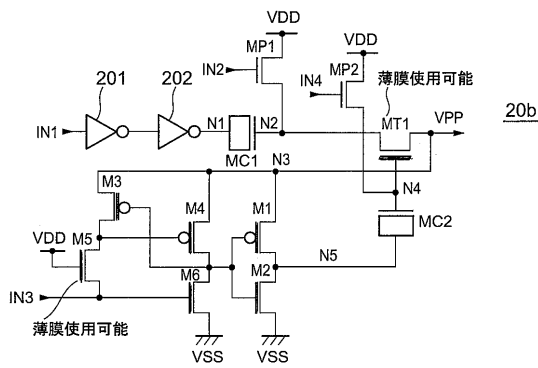 VDD
MP1
VDD
201
202
IN2
MP2
薄膜使用可能
IN4
20b
IN1
N1
N2
MT1
VPP
MC1
N3
M3
M4
M1
N4
MC2
M5
VDD
M6
M2
N5
IN3
薄膜使用可能
VSS
VSS